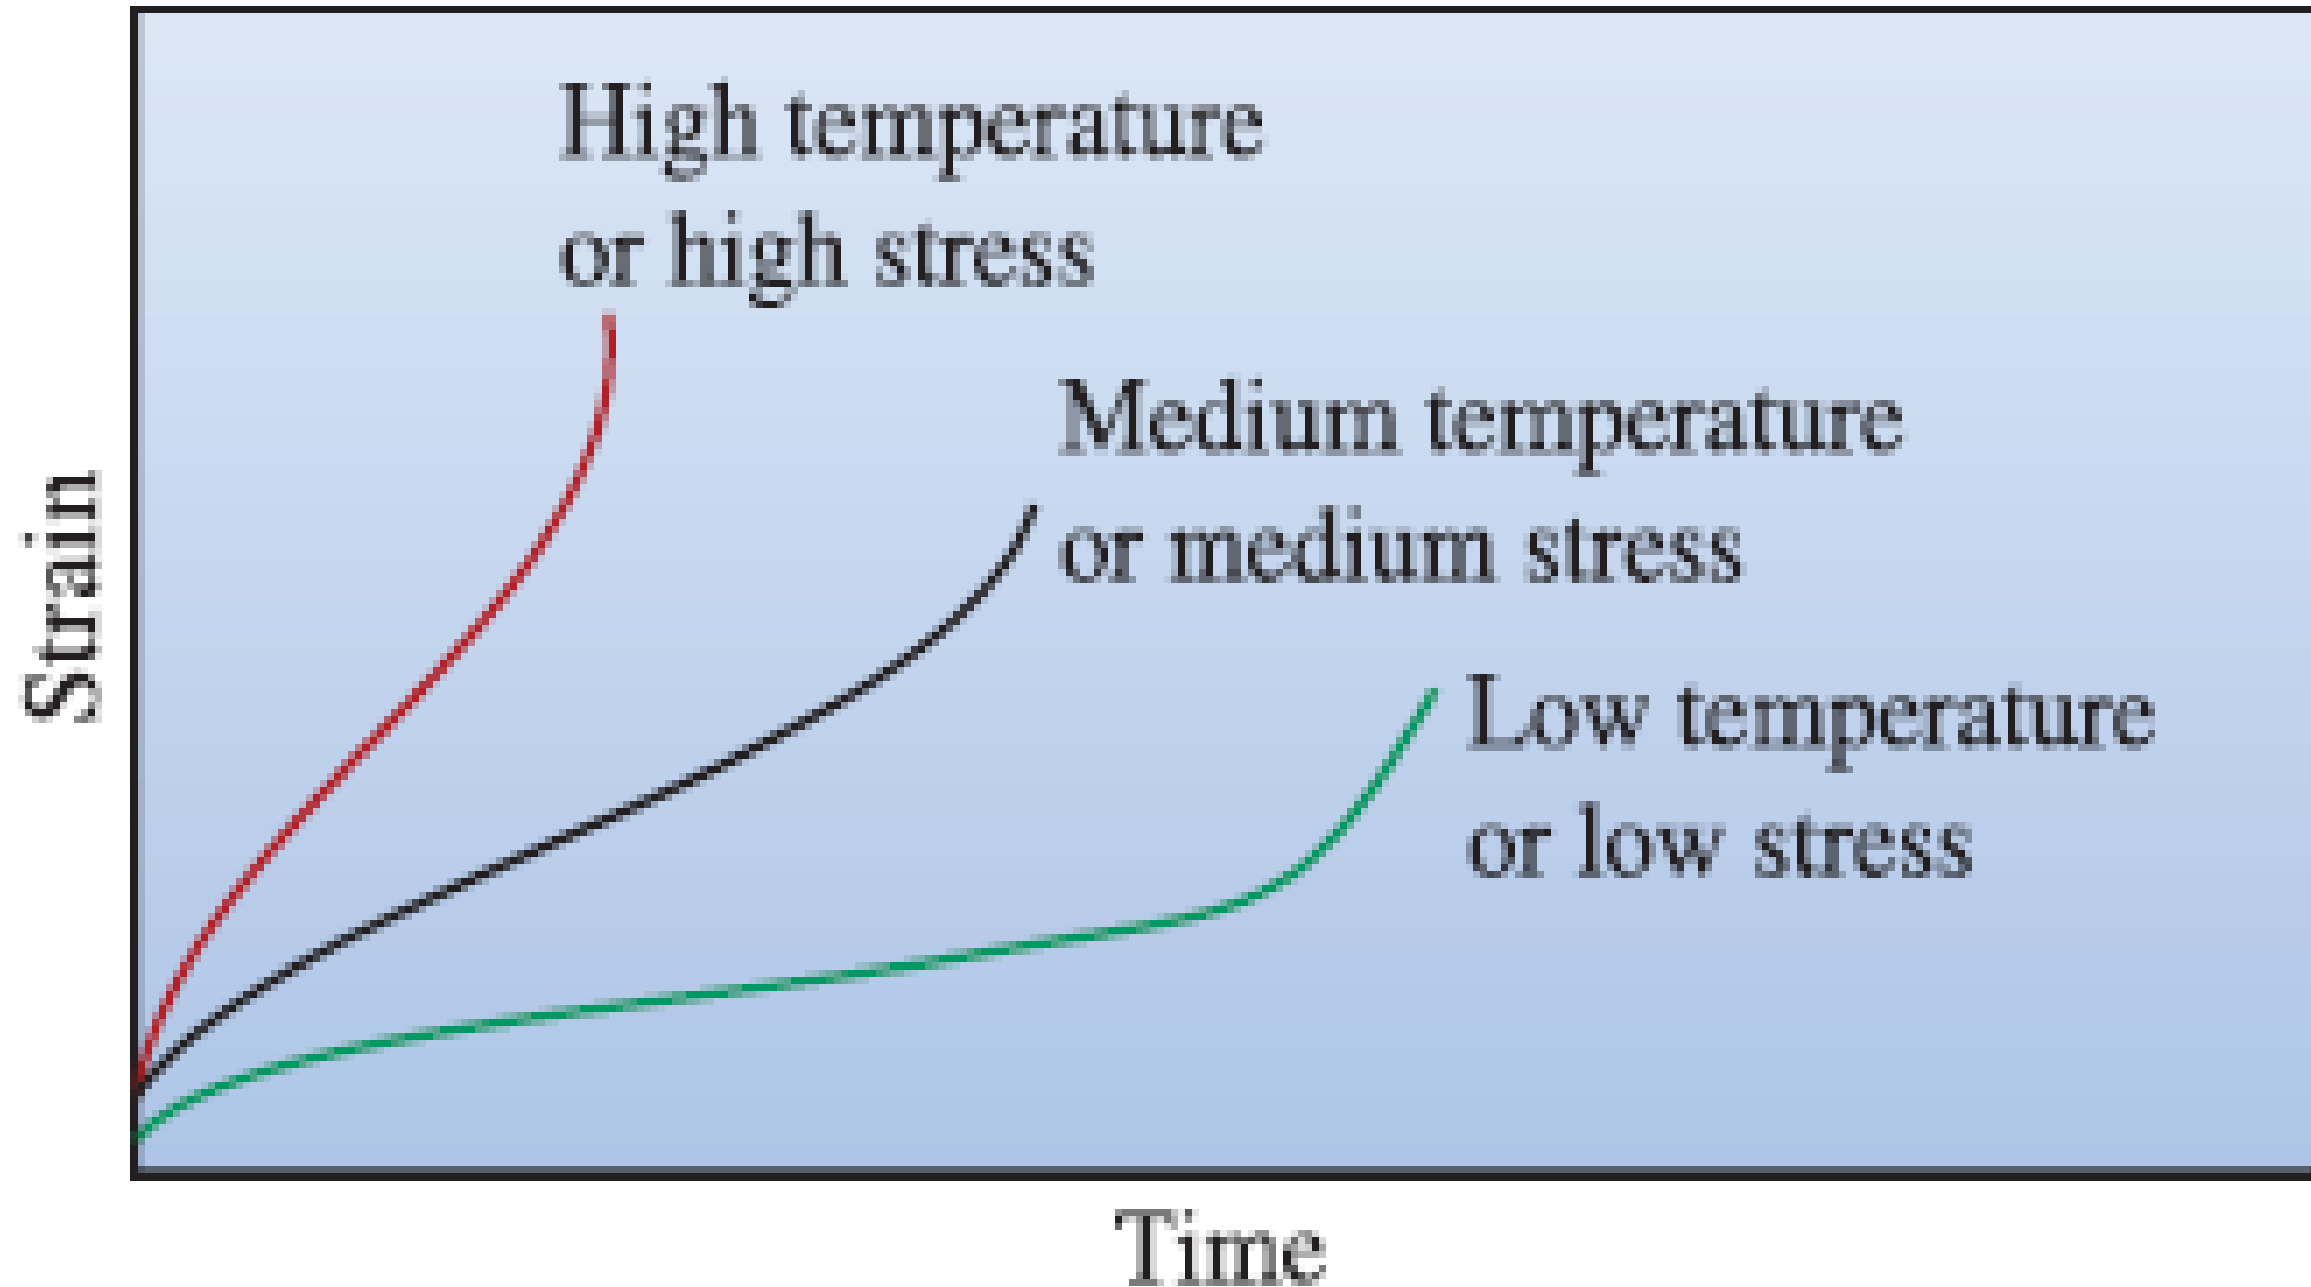 High temperature
or high stress
Medium temperature
or medium stress
Low temperature
or low stress
Strain
Time